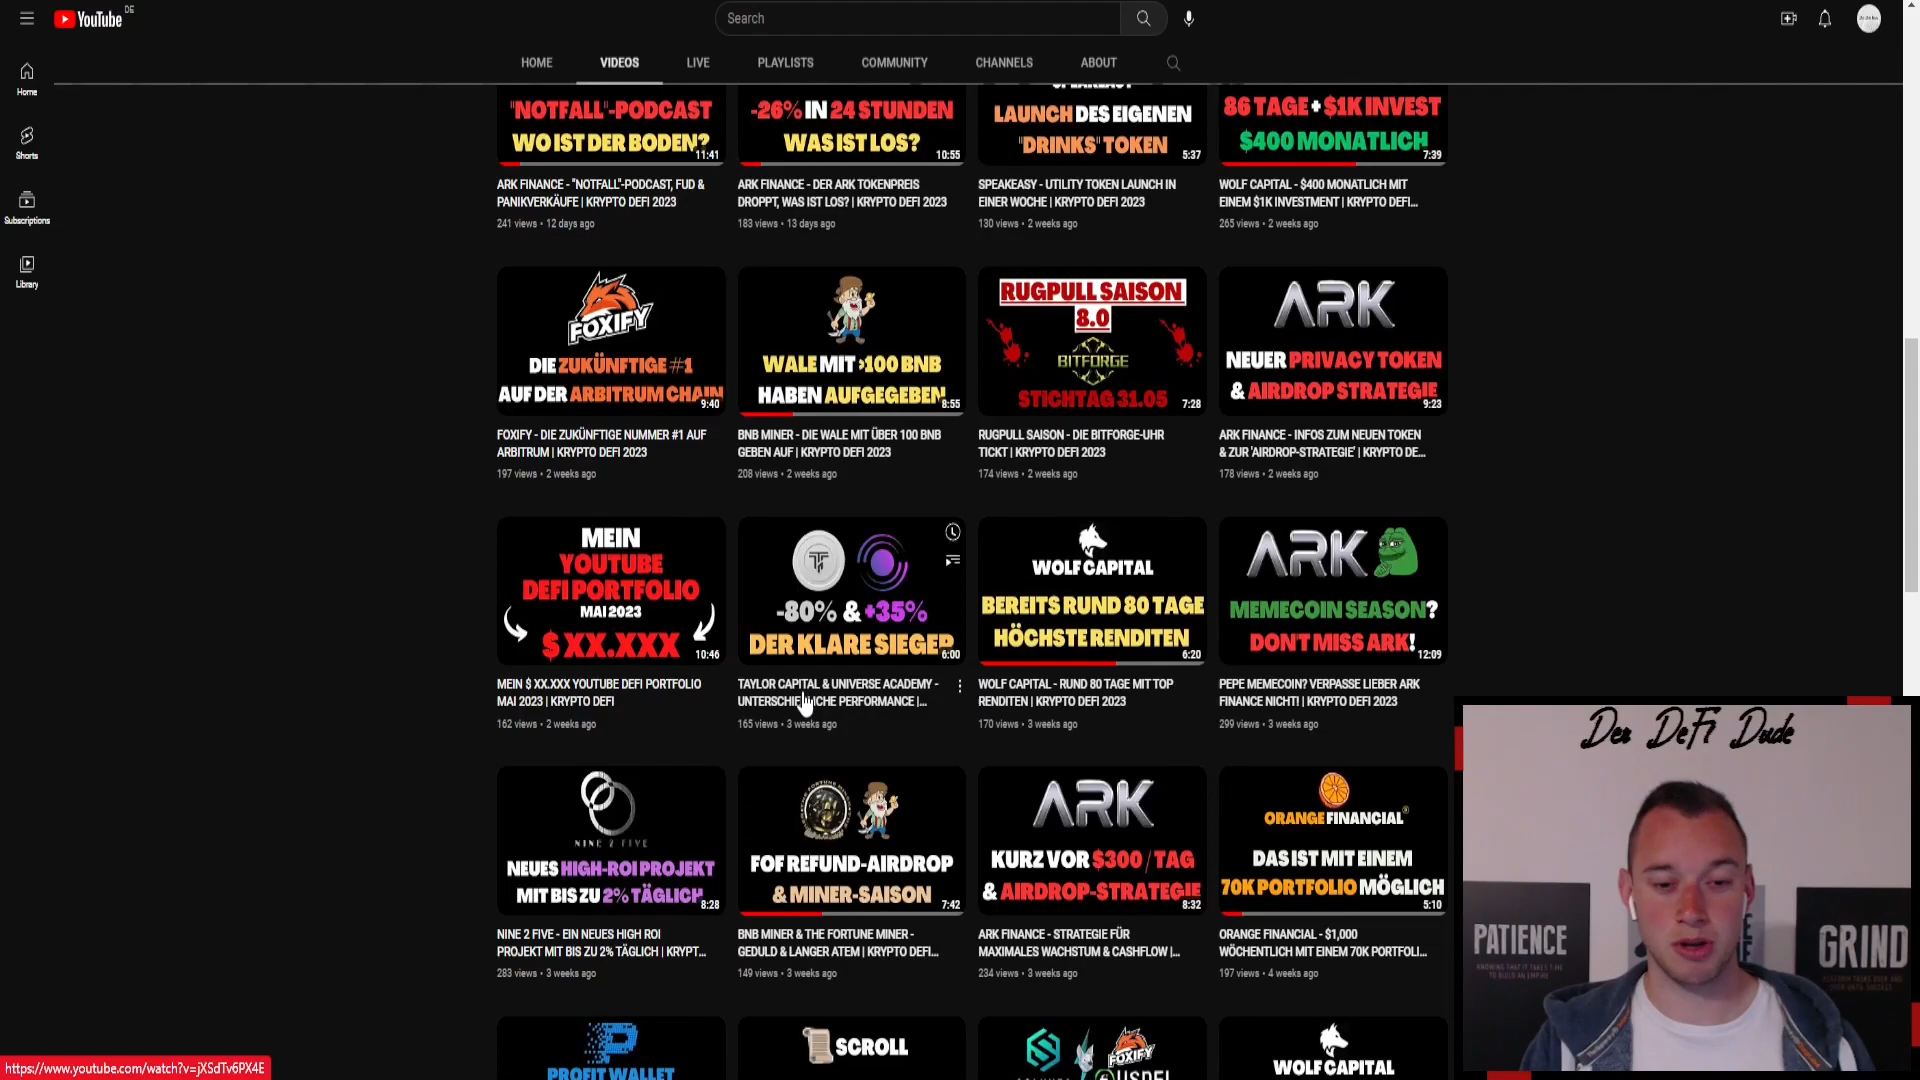 YouTube DE
Search
HOME
VIDEOS
LIVE
PLAYLISTS
COMMUNITY
CHANNELS
ABOUT
Home
Shorts
Subscriptions
Library
"NOTFALL"-PODCAST
WO IST DER BODEN?
11:41
-26% IN 24 STUNDEN
WAS IST LOS?
10:55
SPEAKEASY
LAUNCH DES EIGENEN
"DRINKS" TOKEN
5:37
86 TAGE + $1K INVEST
$400 MONATLICH
7:39
ARK FINANCE - "NOTFALL"-PODCAST, FUD &
PANIKVERKÄUFE | KRYPTO DEFI 2023
241 views • 12 days ago
ARK FINANCE - DER ARK TOKENPREIS
DROPPT, WAS IST LOS? | KRYPTO DEFI 2023
183 views • 13 days ago
SPEAKEASY - UTILITY TOKEN LAUNCH IN
EINER WOCHE | KRYPTO DEFI 2023
130 views • 2 weeks ago
WOLF CAPITAL - $400 MONATLICH MIT
EINEM $1K INVESTMENT | KRYPTO DEFI...
265 views • 2 weeks ago
FOXIFY
DIE ZUKÜNFTIGE #1
AUF DER ARBITRUM CHAIN
9:40
WALE MIT >100 BNB
HABEN AUFGEGEBEN
8:55
RUGPULL SAISON
8.0
BITFORGE
STICHTAG 31.05
7:28
ARK
NEUER PRIVACY TOKEN
& AIRDROP STRATEGIE
9:23
FOXIFY - DIE ZUKÜNFTIGE NUMMER #1 AUF
ARBITRUM | KRYPTO DEFI 2023
197 views • 2 weeks ago
BNB MINER - DIE WALE MIT ÜBER 100 BNB
GEBEN AUF | KRYPTO DEFI 2023
208 views • 2 weeks ago
RUGPULL SAISON - DIE BITFORGE-UHR
TICKT | KRYPTO DEFI 2023
174 views • 2 weeks ago
ARK FINANCE - INFOS ZUM NEUEN TOKEN
& ZUR 'AIRDROP-STRATEGIE' | KRYPTO DE...
178 views • 2 weeks ago
MEIN
YOUTUBE
DEFI PORTFOLIO
MAI 2023
$ XX.XXX
10:46
-80% & +35%
DER KLARE SIEGER
6:00
WOLF CAPITAL
BEREITS RUND 80 TAGE
HÖCHSTE RENDITEN
6:20
ARK
MEMECOIN SEASON?
DON'T MISS ARK!
12:09
MEIN $ XX.XXX YOUTUBE DEFI PORTFOLIO
MAI 2023 | KRYPTO DEFI
162 views • 2 weeks ago
TAYLOR CAPITAL & UNIVERSE ACADEMY -
UNTERSCHIEDLICHE PERFORMANCE |...
165 views • 3 weeks ago
WOLF CAPITAL - RUND 80 TAGE MIT TOP
RENDITEN | KRYPTO DEFI 2023
170 views • 3 weeks ago
PEPE MEMECOIN? VERPASSE LIEBER ARK
FINANCE NICHT! | KRYPTO DEFI 2023
299 views • 3 weeks ago
NINE 2 FIVE
NEUES HIGH-ROI PROJEKT
MIT BIS ZU 2% TÄGLICH
8:28
FOF REFUND-AIRDROP
& MINER-SAISON
7:42
ARK
KURZ VOR $300 / TAG
& AIRDROP-STRATEGIE
8:32
ORANGE FINANCIAL
DAS IST MIT EINEM
70K PORTFOLIO MÖGLICH
5:10
NINE 2 FIVE - EIN NEUES HIGH ROI
PROJEKT MIT BIS ZU 2% TÄGLICH | KRYPT...
283 views • 3 weeks ago
BNB MINER & THE FORTUNE MINER -
GEDULD & LANGER ATEM | KRYPTO DEFI...
149 views • 3 weeks ago
ARK FINANCE - STRATEGIE FÜR
MAXIMALES WACHSTUM & CASHFLOW |...
234 views • 3 weeks ago
ORANGE FINANCIAL - $1,000
WÖCHENTLICH MIT EINEM 70K PORTFOLI...
197 views • 4 weeks ago
PROFIT WALLET
SCROLL
FOXIFY
WOLF CAPITAL
https://www.youtube.com/watch?v=jXSdTv6PX4E
Der DeFi Dude
PATIENCE
KNOWING THAT IT TAKES TIME
TO BUILD AN EMPIRE
GRIND